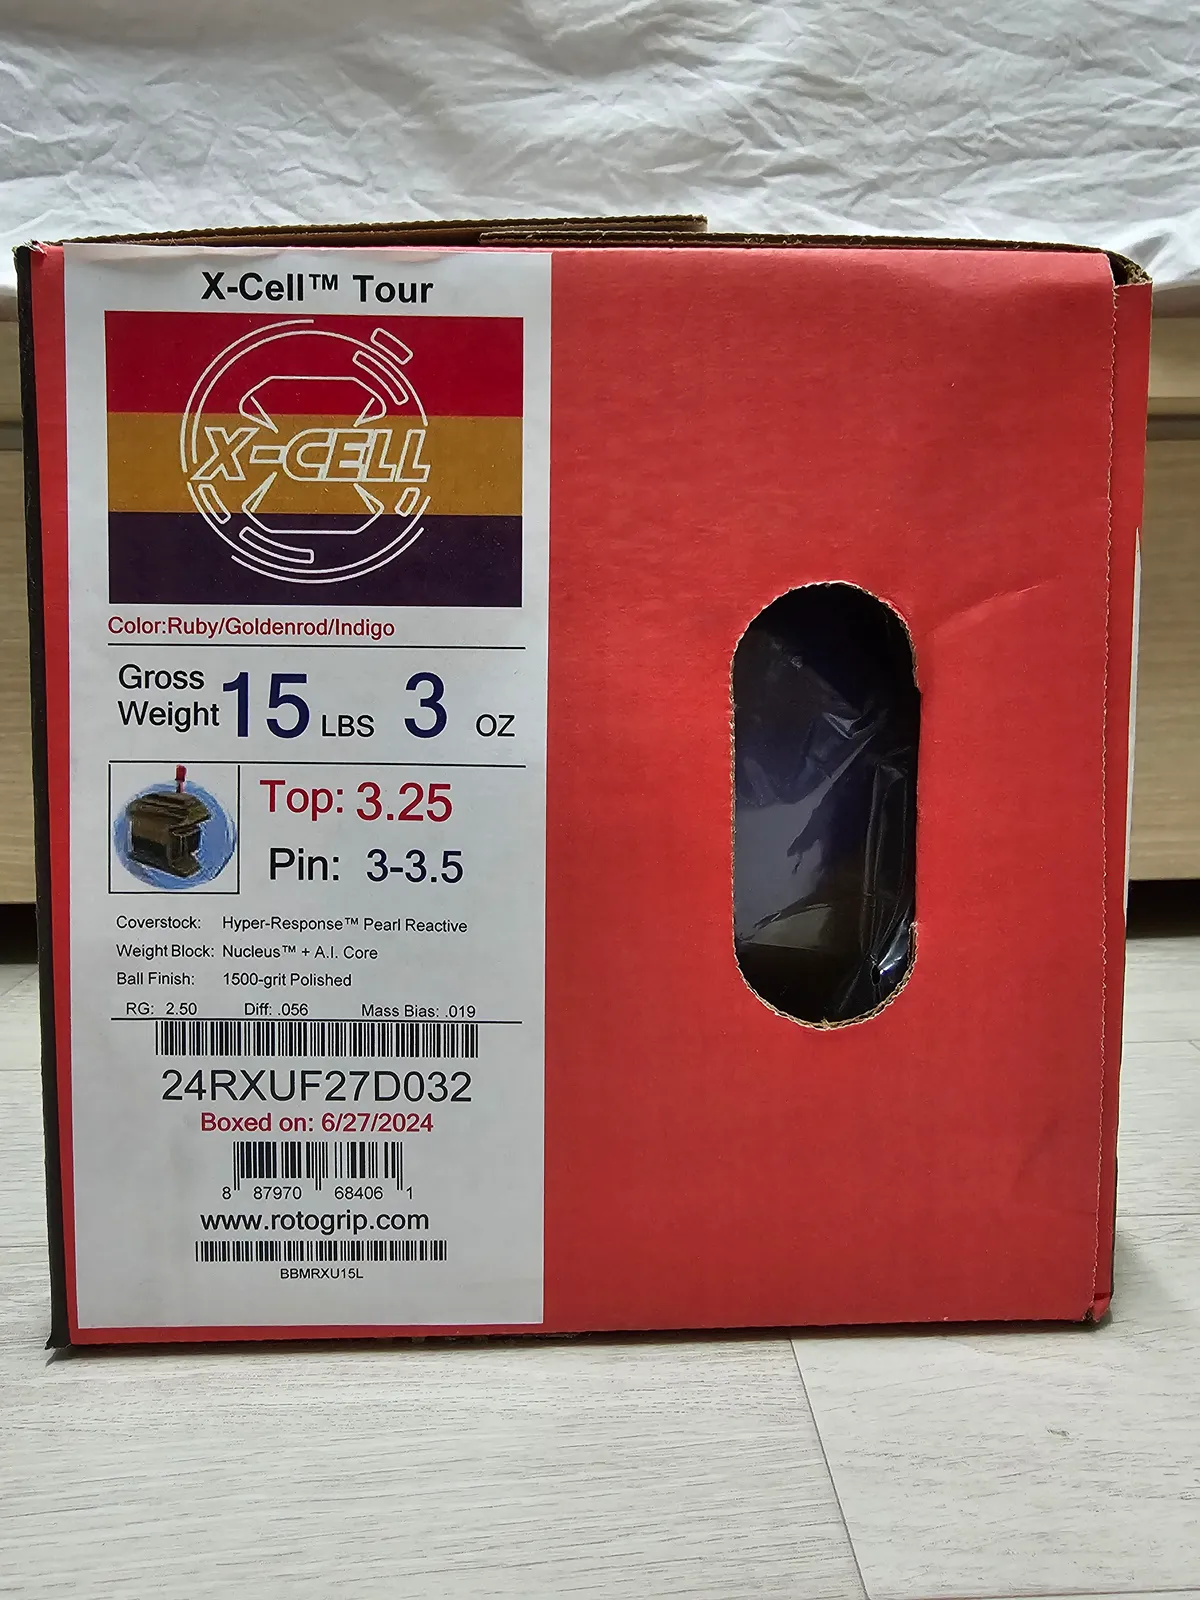 X-Cell™ Tour
X-CELL
Color:Ruby/Goldenrod/Indigo
Gross Weight 15 LBS 3 OZ
Top: 3.25
Pin: 3-3.5
Coverstock: Hyper-Response™ Pearl Reactive
Weight Block: Nucleus™ + A.I. Core
Ball Finish: 1500-grit Polished
RG: 2.50 Diff: .056 Mass Bias: .019
24RXUF27D032
Boxed on: 6/27/2024
8 87970 68406 1
www.rotogrip.com
BBMRXU15L